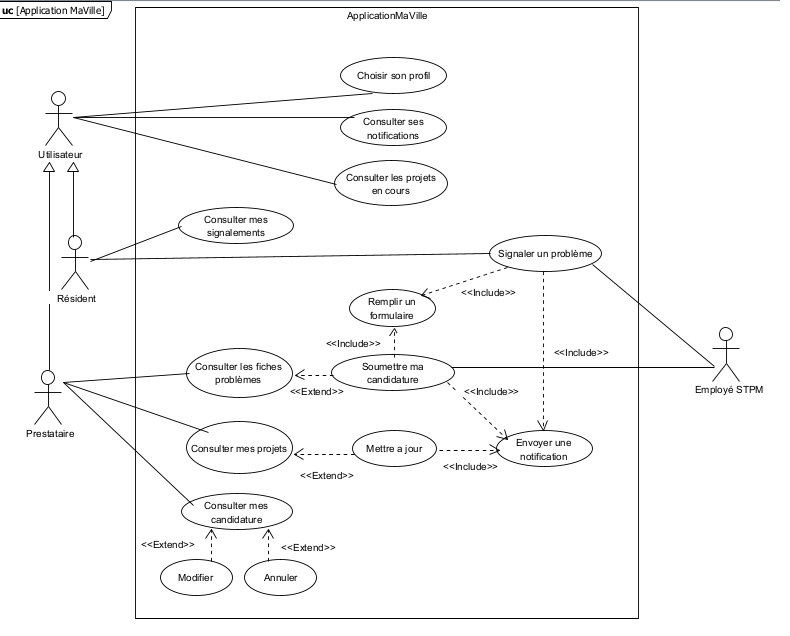 uc [Application MaVille]
ApplicationMaVille
Choisir son profil
Consulter ses
notifications
Utilisateur
Consulter les projets
en cours
Consulter mes
signalements
Signaler un problème
Résident
<<Include>>
Remplir un
formulaire
<<Include>>
<<Include>>
Consulter les fiches
problèmes
Soumettre ma
candidature
<<Extend>>
<<Include>>
Employé STPM
Prestataire
Consulter mes projets
Mettre a jour
Envoyer une
notification
<<Extend>>
<<Include>>
Consulter mes
candidature
<<Extend>>
<<Extend>>
Modifier
Annuler